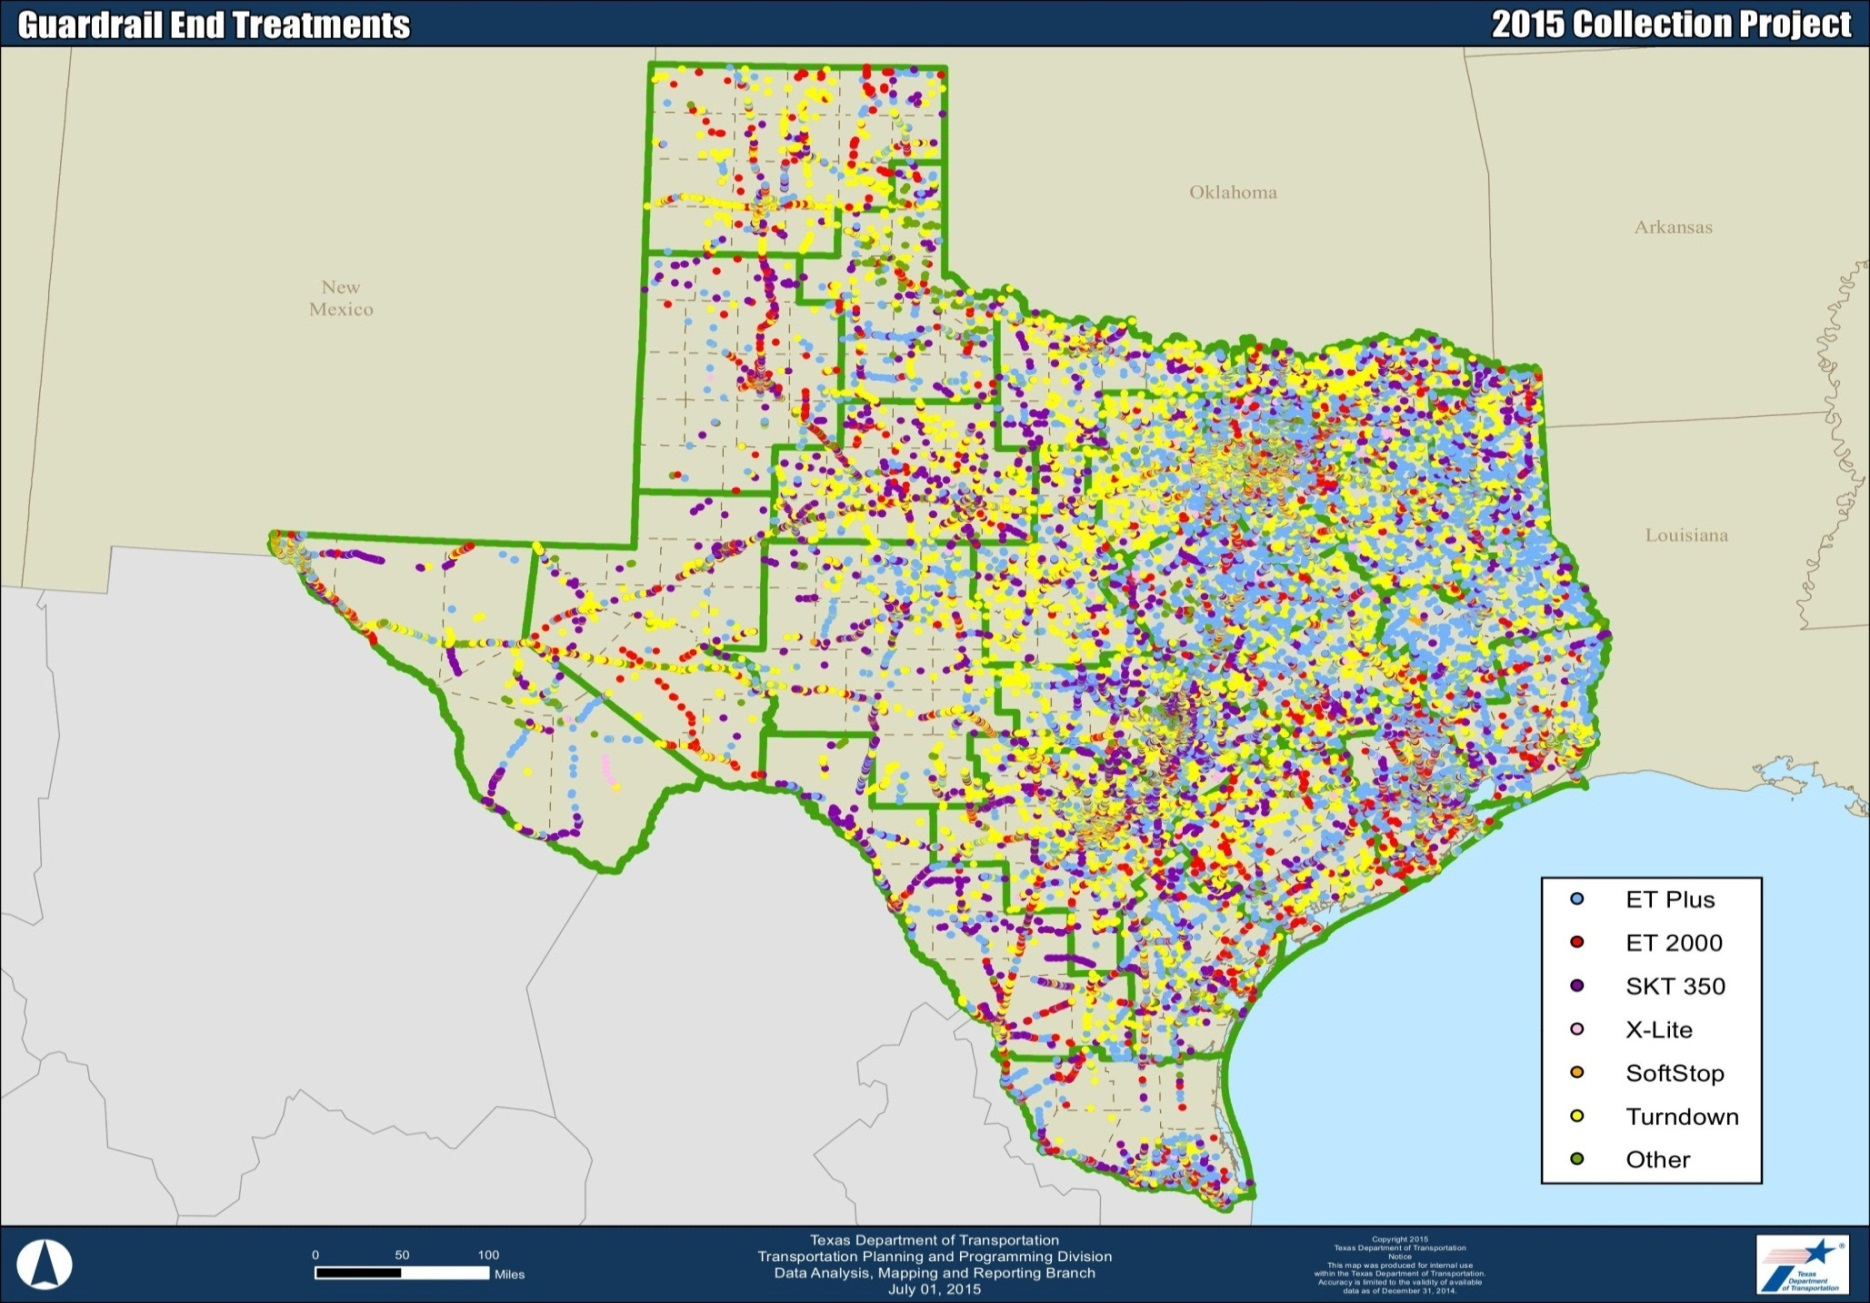 Guardrail End Treatments
2015 Collection Project
Oklahoma
Arkansas
New
Mexico
Louisiana
ET Plus
ET 2000
SKT 350
X-Lite
SoftStop
Turndown
Other
0 50 100
Miles
Texas Department of Transportation
Transportation Planning and Programming Division
Data Analysis, Mapping and Reporting Branch
July 01, 2015
Copyright 2015
Texas Department of Transportation
Notice
This map was produced for internal use
within the Texas Department of Transportation.
Accuracy is limited to the validity of available
data as of December 31, 2014.
®
Texas
Department
of Transportation